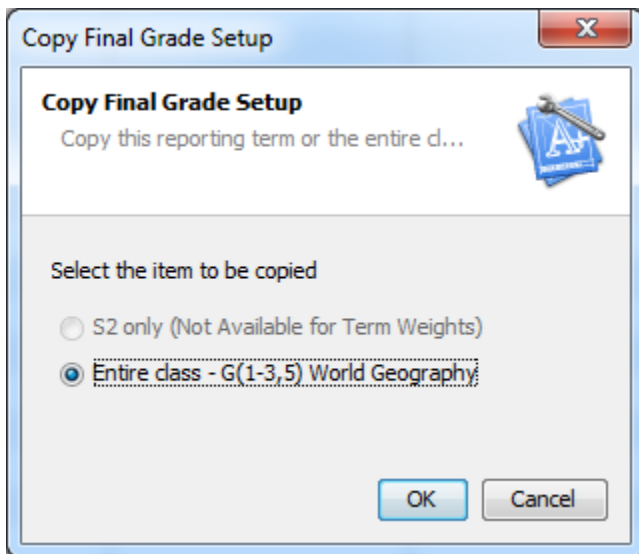 Copy Final Grade Setup
Copy Final Grade Setup
Copy this reporting term or the entire cl...
Select the item to be copied
S2 only (Not Available for Term Weights)
Entire class - G(1-3,5) World Geography
OK Cancel